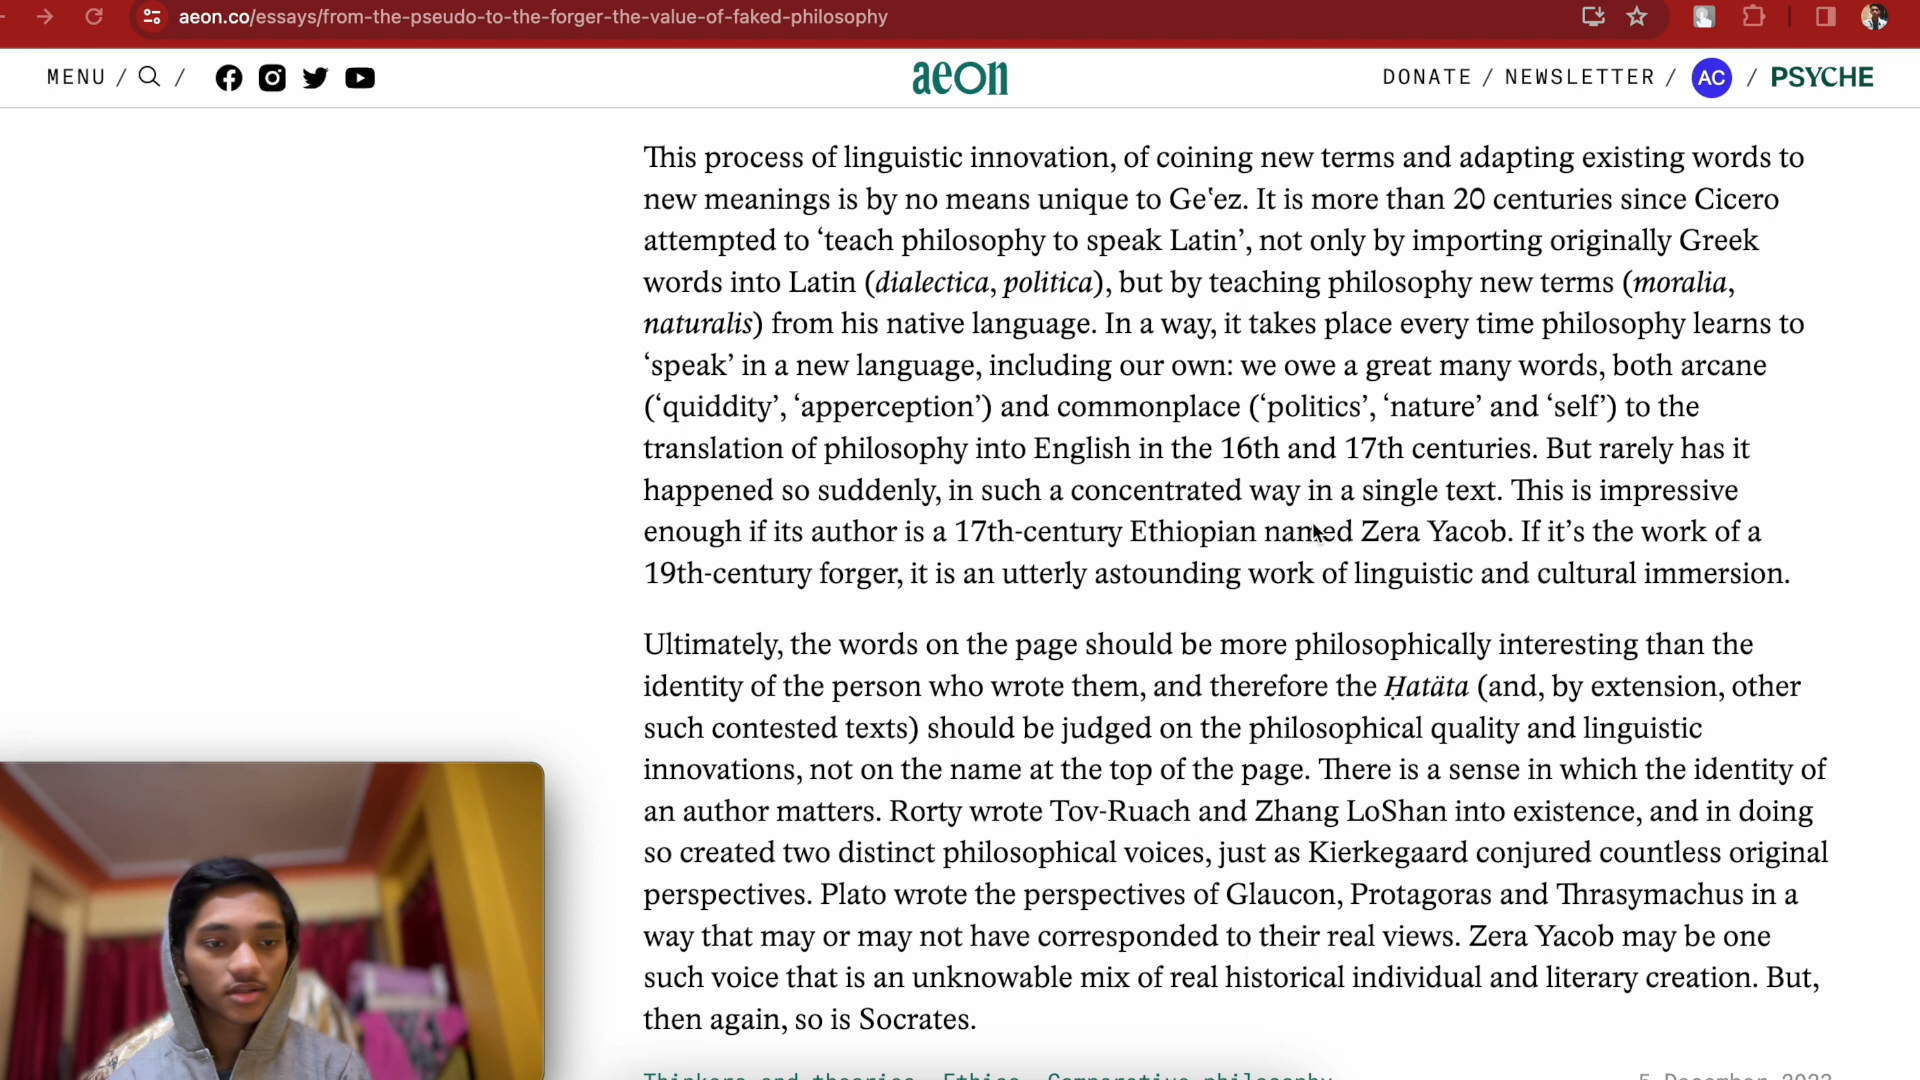 aeon.co/essays/from-the-pseudo-to-the-forger-the-value-of-faked-philosophy
MENU / /
aeon
DONATE / NEWSLETTER / AC / PSYCHE
This process of linguistic innovation, of coining new terms and adapting existing words to
new meanings is by no means unique to Geʽez. It is more than 20 centuries since Cicero
attempted to ‘teach philosophy to speak Latin’, not only by importing originally Greek
words into Latin (dialectica, politica), but by teaching philosophy new terms (moralia,
naturalis) from his native language. In a way, it takes place every time philosophy learns to
‘speak’ in a new language, including our own: we owe a great many words, both arcane
(‘quiddity’, ‘apperception’) and commonplace (‘politics’, ‘nature’ and ‘self’) to the
translation of philosophy into English in the 16th and 17th centuries. But rarely has it
happened so suddenly, in such a concentrated way in a single text. This is impressive
enough if its author is a 17th-century Ethiopian named Zera Yacob. If it’s the work of a
19th-century forger, it is an utterly astounding work of linguistic and cultural immersion.
Ultimately, the words on the page should be more philosophically interesting than the
identity of the person who wrote them, and therefore the Ḥatäta (and, by extension, other
such contested texts) should be judged on the philosophical quality and linguistic
innovations, not on the name at the top of the page. There is a sense in which the identity of
an author matters. Rorty wrote Tov-Ruach and Zhang LoShan into existence, and in doing
so created two distinct philosophical voices, just as Kierkegaard conjured countless original
perspectives. Plato wrote the perspectives of Glaucon, Protagoras and Thrasymachus in a
way that may or may not have corresponded to their real views. Zera Yacob may be one
such voice that is an unknowable mix of real historical individual and literary creation. But,
then again, so is Socrates.
Thinkers and theories Ethics Comparative philosophy
5 December 2023